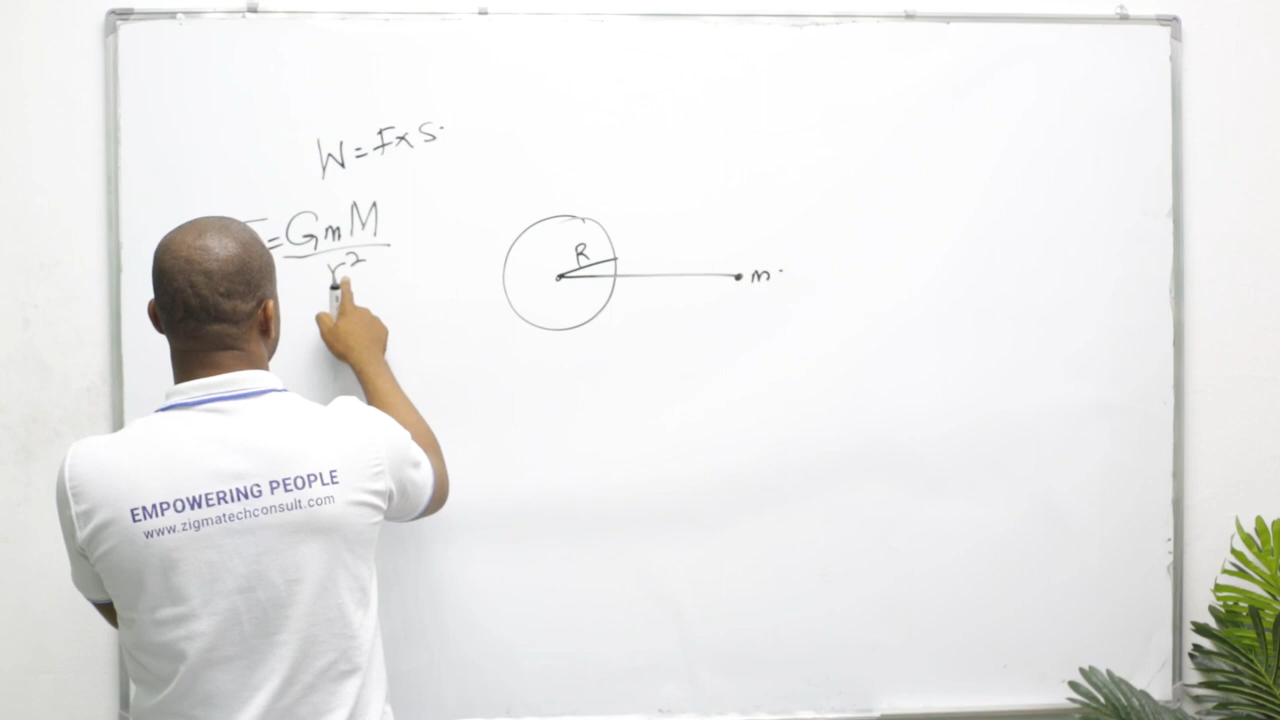 W = F x S.
= GmM
r²
R
m.
EMPOWERING PEOPLE
www.zigmatechconsult.com